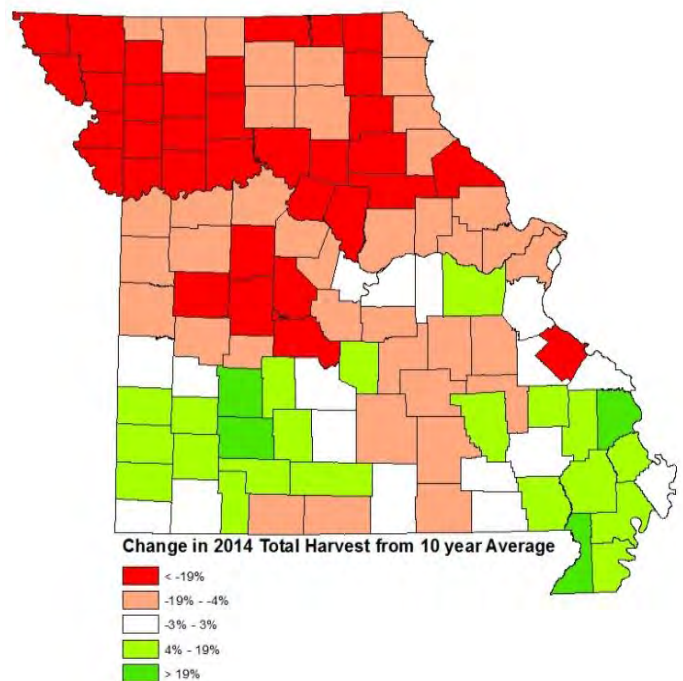 Change in 2014 Total Harvest from 10 year Average
< -19%
-19% - -4%
-3% - 3%
4% - 19%
> 19%